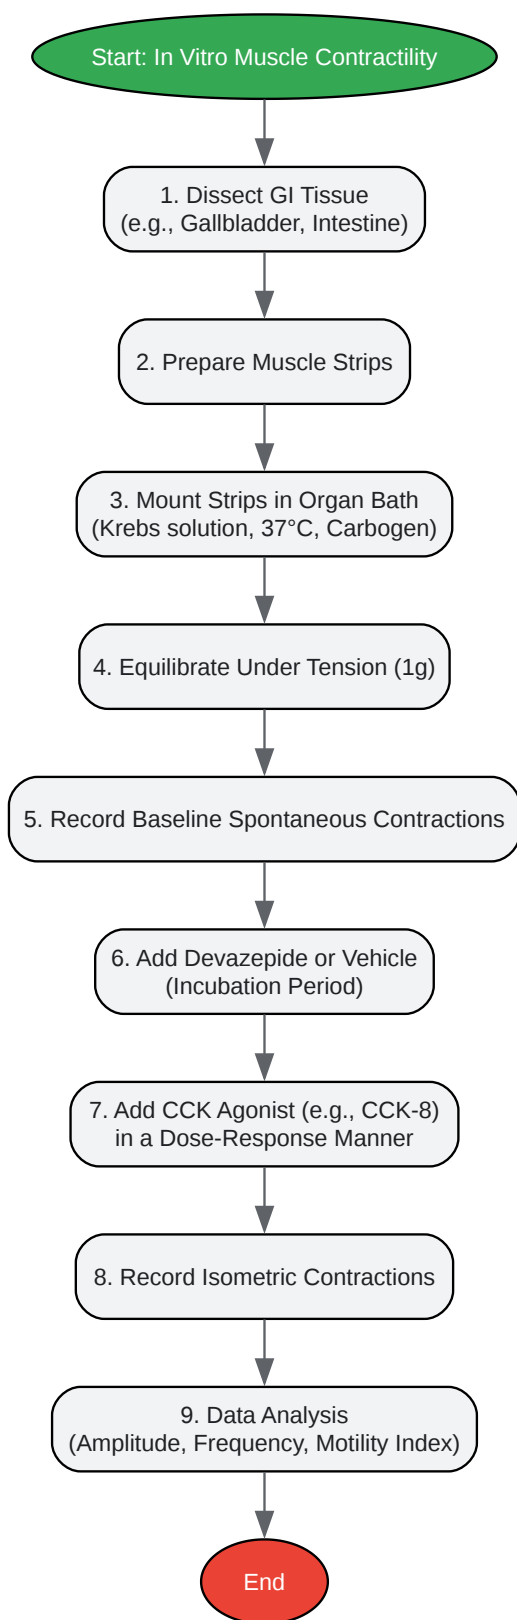 Start: In Vitro Muscle Contractility
1. Dissect GI Tissue
(e.g., Gallbladder, Intestine)
2. Prepare Muscle Strips
3. Mount Strips in Organ Bath
(Krebs solution, 37°C, Carbogen)
4. Equilibrate Under Tension (1g)
5. Record Baseline Spontaneous Contractions
6. Add Devazepide or Vehicle
(Incubation Period)
7. Add CCK Agonist (e.g., CCK-8)
in a Dose-Response Manner
8. Record Isometric Contractions
9. Data Analysis
(Amplitude, Frequency, Motility Index)
End